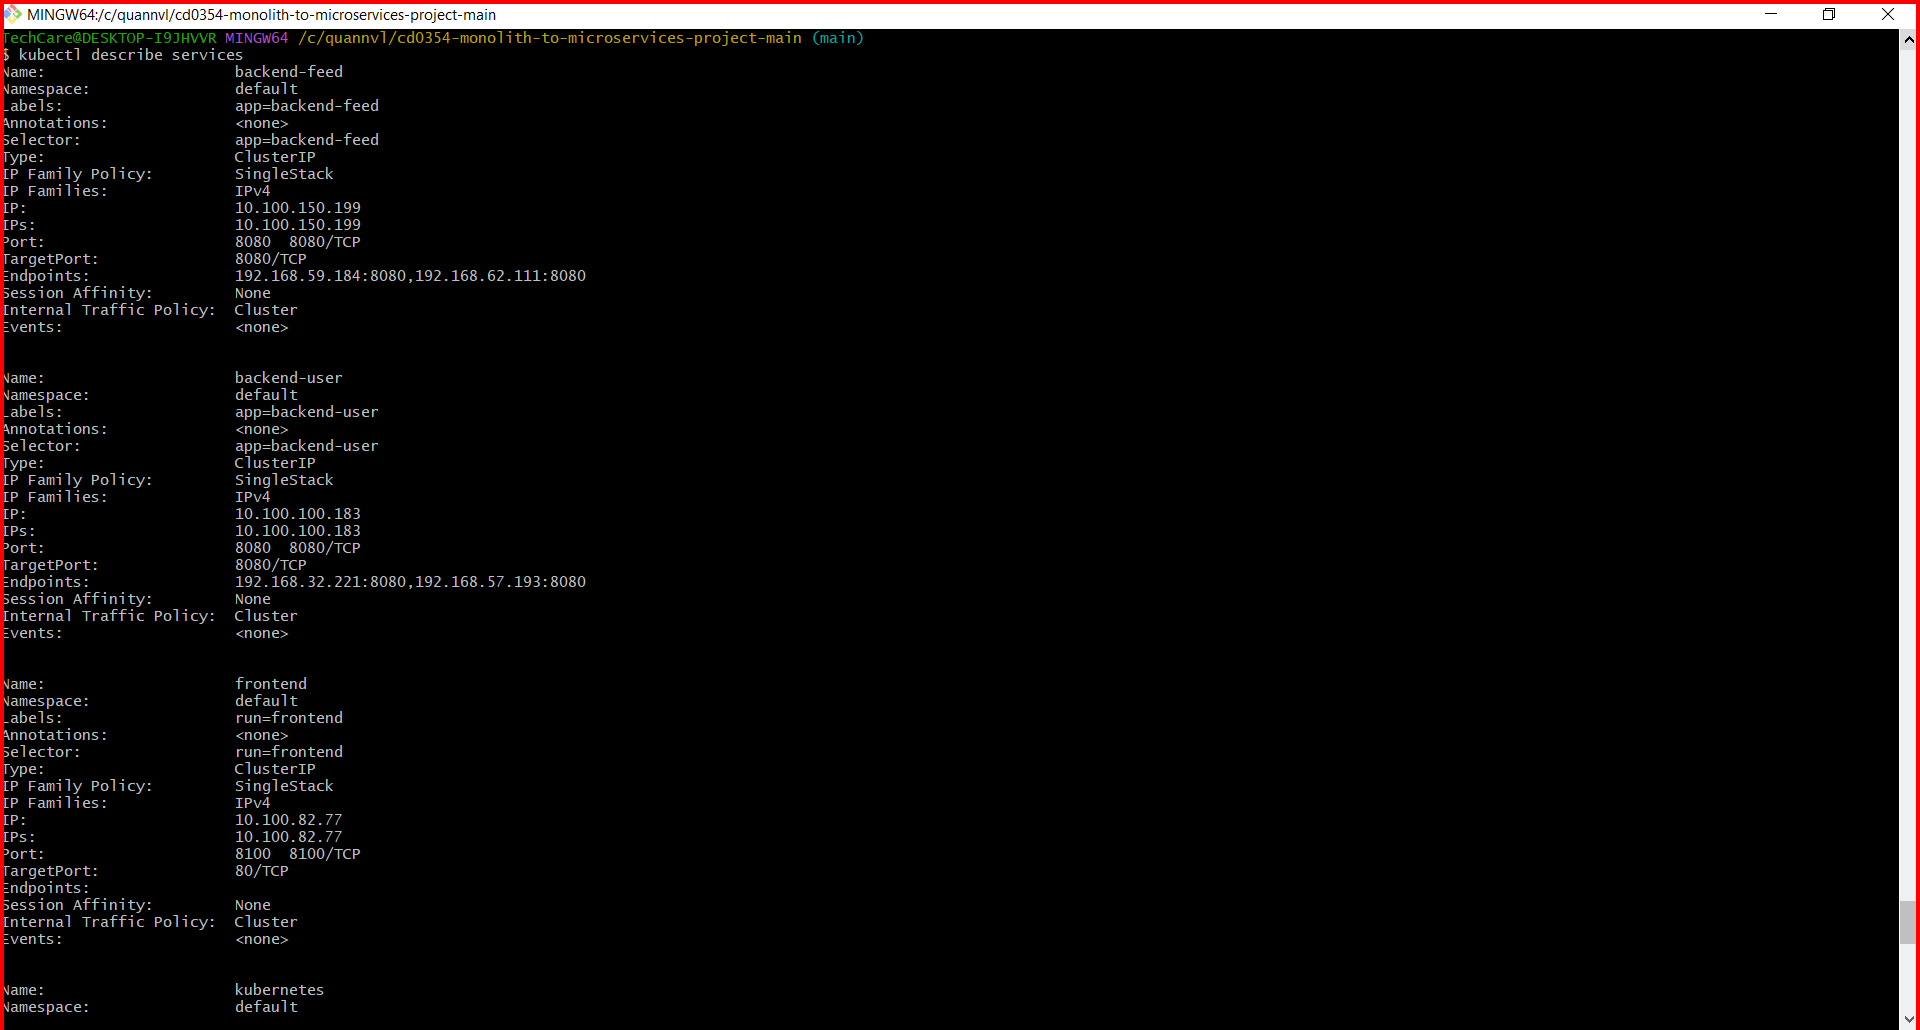 MINGW64:/c/quannvl/cd0354-monolith-to-microservices-project-main
TechCare@DESKTOP-I9JHVVR MINGW64 /c/quannvl/cd0354-monolith-to-microservices-project-main (main)
$ kubectl describe services
Name: backend-feed
Namespace: default
Labels: app=backend-feed
Annotations: <none>
Selector: app=backend-feed
Type: ClusterIP
IP Family Policy: SingleStack
IP Families: IPv4
IP: 10.100.150.199
IPs: 10.100.150.199
Port: 8080 8080/TCP
TargetPort: 8080/TCP
Endpoints: 192.168.59.184:8080,192.168.62.111:8080
Session Affinity: None
Internal Traffic Policy: Cluster
Events: <none>
Name: backend-user
Namespace: default
Labels: app=backend-user
Annotations: <none>
Selector: app=backend-user
Type: ClusterIP
IP Family Policy: SingleStack
IP Families: IPv4
IP: 10.100.100.183
IPs: 10.100.100.183
Port: 8080 8080/TCP
TargetPort: 8080/TCP
Endpoints: 192.168.32.221:8080,192.168.57.193:8080
Session Affinity: None
Internal Traffic Policy: Cluster
Events: <none>
Name: frontend
Namespace: default
Labels: run=frontend
Annotations: <none>
Selector: run=frontend
Type: ClusterIP
IP Family Policy: SingleStack
IP Families: IPv4
IP: 10.100.82.77
IPs: 10.100.82.77
Port: 8100 8100/TCP
TargetPort: 80/TCP
Endpoints:
Session Affinity: None
Internal Traffic Policy: Cluster
Events: <none>
Name: kubernetes
Namespace: default